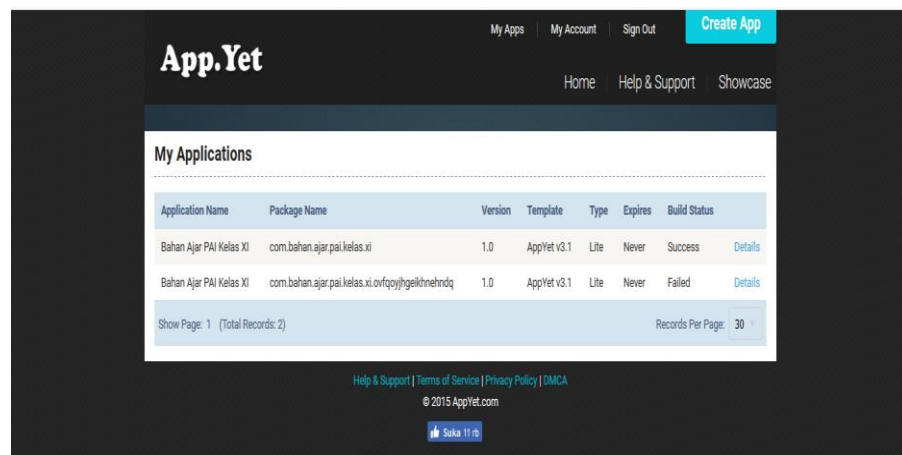 My Apps My Account Sign Out Create App
App.Yet
Home Help & Support Showcase
My Applications
Application Name Package Name Version Template Type Expires Build Status
Bahan Ajar PAI Kelas XI com.bahan.ajar.pai.kelas.xi 1.0 AppYet v3.1 Lite Never Success Details
Bahan Ajar PAI Kelas XI com.bahan.ajar.pai.kelas.xi.ovfqoyjhgeikhnehndq 1.0 AppYet v3.1 Lite Never Failed Details
Show Page: 1 (Total Records: 2) Records Per Page: 30
Help & Support | Terms of Service | Privacy Policy | DMCA
© 2015 AppYet.com
Suka 11 rb